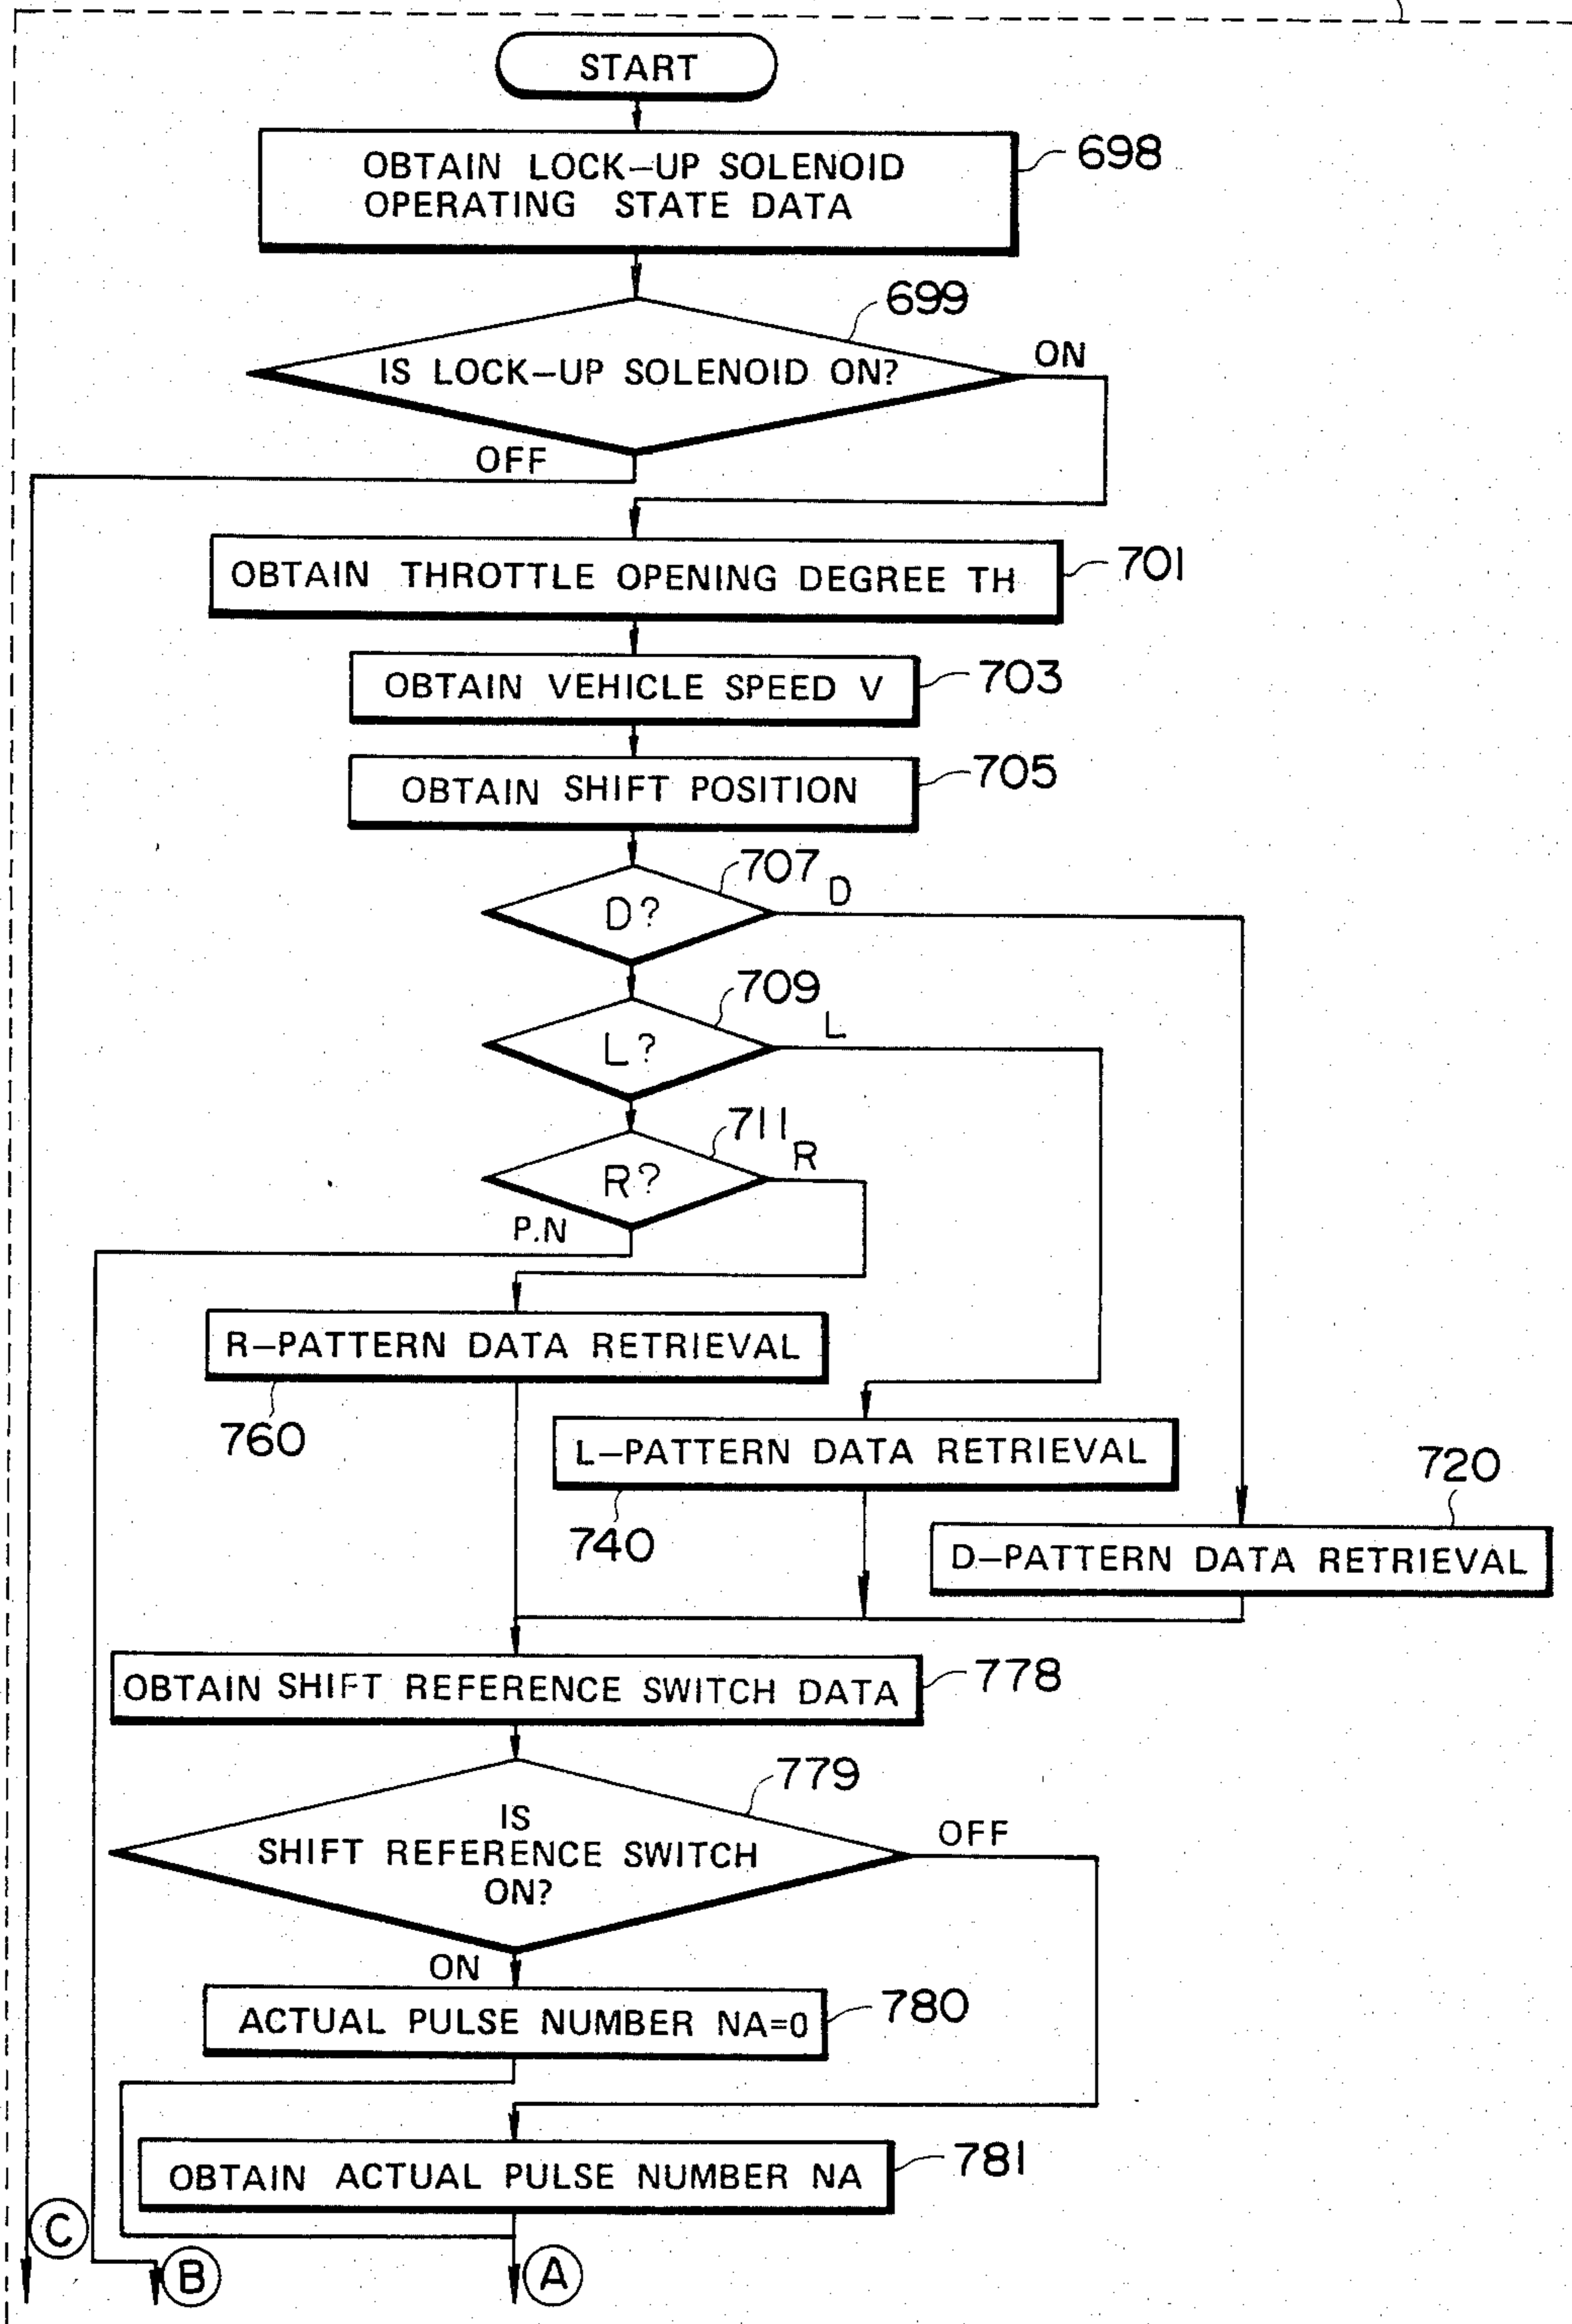 START
OBTAIN LOCK-UP SOLENOID
OPERATING STATE DATA
698
699
IS LOCK-UP SOLENOID ON?
ON
OFF
OBTAIN THROTTLE OPENING DEGREE TH
701
OBTAIN VEHICLE SPEED V
703
OBTAIN SHIFT POSITION
705
707
D?
D
709
L?
L
711
R?
R
P.N
R-PATTERN DATA RETRIEVAL
760
L-PATTERN DATA RETRIEVAL
740
720
D-PATTERN DATA RETRIEVAL
OBTAIN SHIFT REFERENCE SWITCH DATA
778
779
IS
SHIFT REFERENCE SWITCH
ON?
OFF
ON
ACTUAL PULSE NUMBER NA=0
780
OBTAIN ACTUAL PULSE NUMBER NA
781
C
B
A